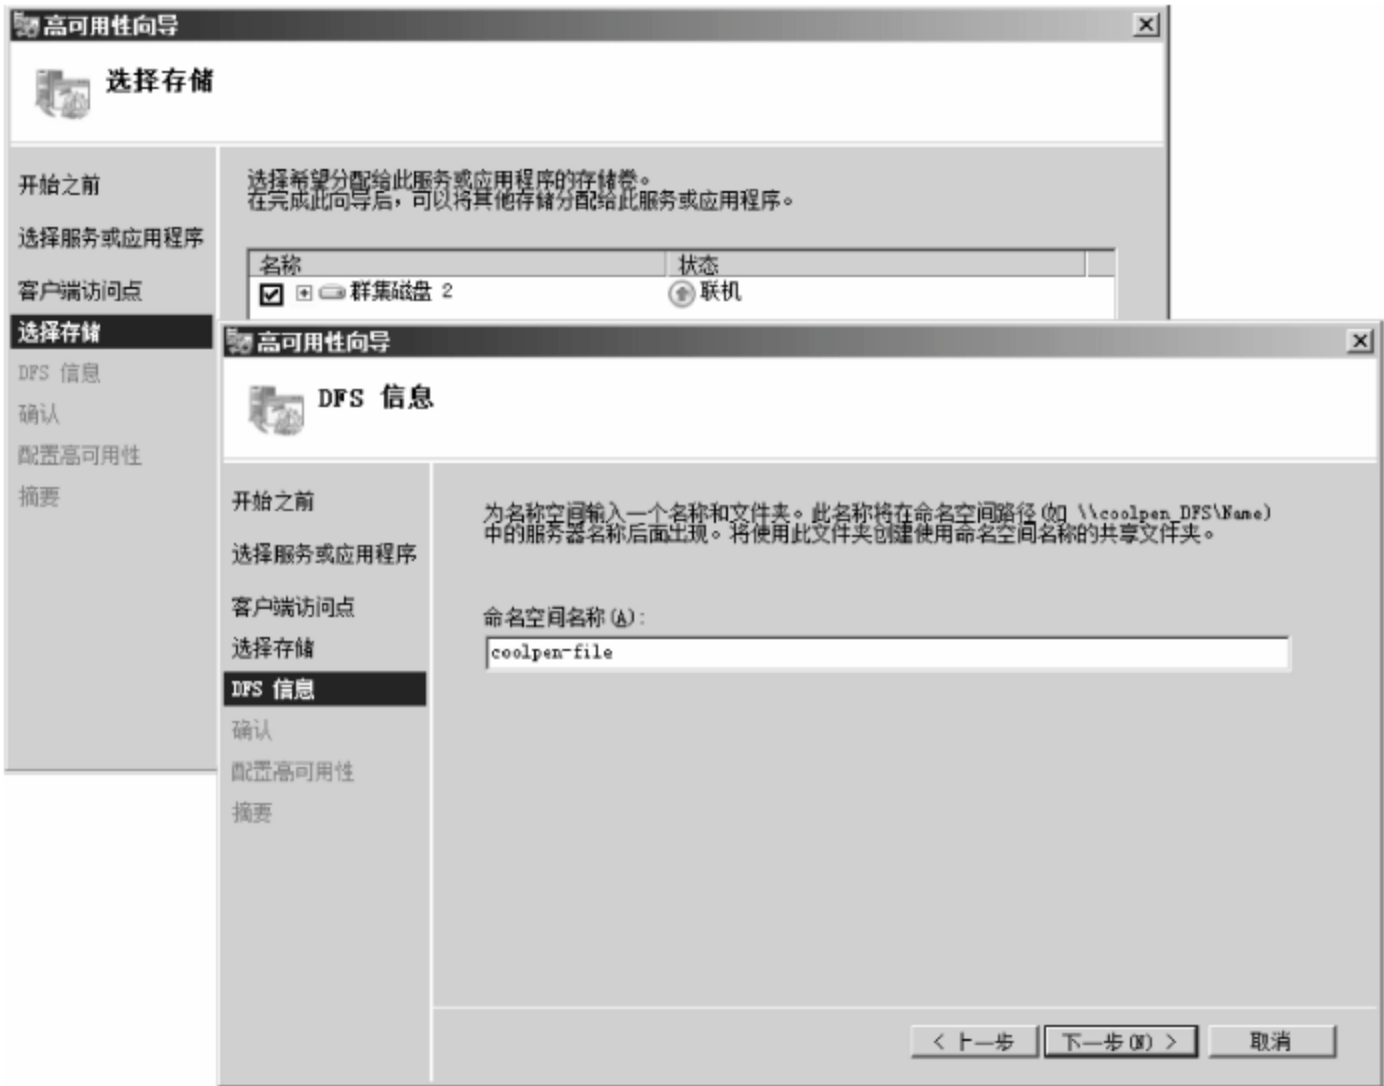 高可用性向导
选择存储
开始之前
选择服务或应用程序
客户端访问点
选择存储
DFS 信息
确认
配置高可用性
摘要
选择希望分配给此服务或应用程序的存储卷。
在完成此向导后，可以将其他存储分配给此服务或应用程序。
名称 状态
群集磁盘 2 联机
高可用性向导
DFS 信息
开始之前
选择服务或应用程序
客户端访问点
选择存储
DFS 信息
确认
配置高可用性
摘要
为名称空间输入一个名称和文件夹。此名称将在命名空间路径(如 \\coolpen_DFS\Name)
中的服务器名称后面出现。将使用此文件夹创建使用命名空间名称的共享文件夹。
命名空间名称(A):
coolpen-file
< 上一步 下一步(N) > 取消